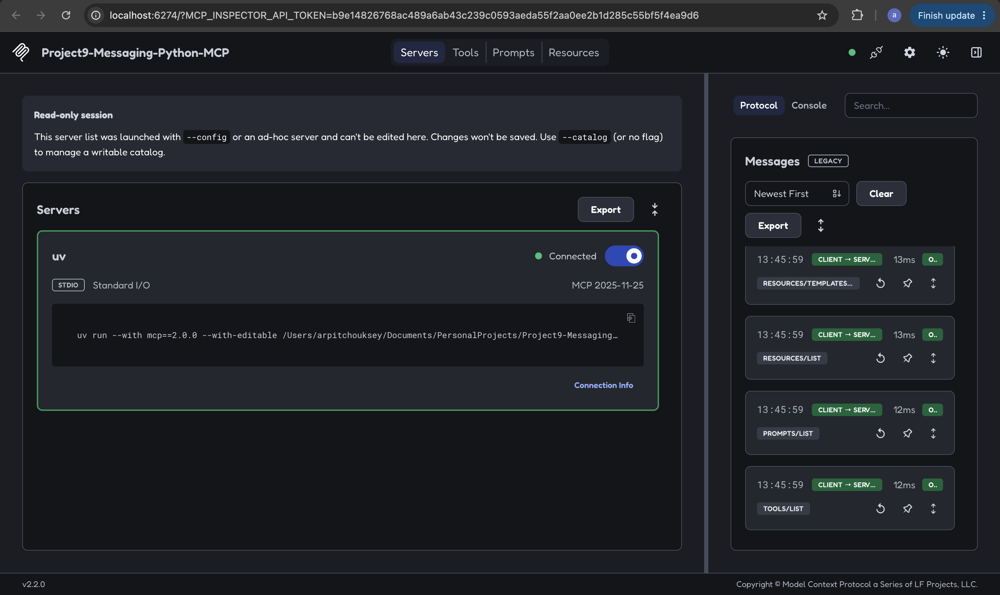 localhost:6274/?MCP_INSPECTOR_API_TOKEN=b9e14826768ac489a6ab43c239c0593aeda55f2aa0ee2b1d285c55bf5f4ea9d6
a
Finish update
Project9-Messaging-Python-MCP
Servers
Tools
Prompts
Resources
Read-only session
This server list was launched with --config or an ad-hoc server and can't be edited here. Changes won't be saved. Use --catalog (or no flag)
to manage a writable catalog.
Servers
Export
uv
Connected
STDIO
Standard I/O
MCP 2025-11-25
uv run --with mcp==2.0.0 --with-editable /Users/arpitchouksey/Documents/PersonalProjects/Project9-Messaging…
Connection Info
Protocol
Console
Search...
Messages
LEGACY
Newest First
Clear
Export
13:45:59 CLIENT → SERV... 13ms O..
RESOURCES/TEMPLATES...
13:45:59 CLIENT → SERV... 13ms O..
RESOURCES/LIST
13:45:59 CLIENT → SERV... 12ms O..
PROMPTS/LIST
13:45:59 CLIENT → SERV... 12ms O..
TOOLS/LIST
v2.2.0
Copyright © Model Context Protocol a Series of LF Projects, LLC.